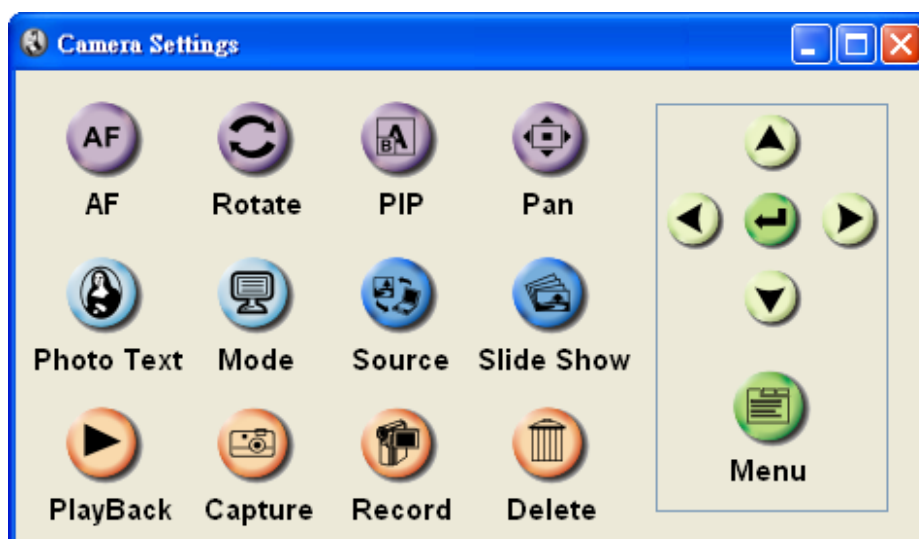 Camera Settings
AF
AF Rotate PIP Pan
Photo Text Mode Source Slide Show
Menu
PlayBack Capture Record Delete